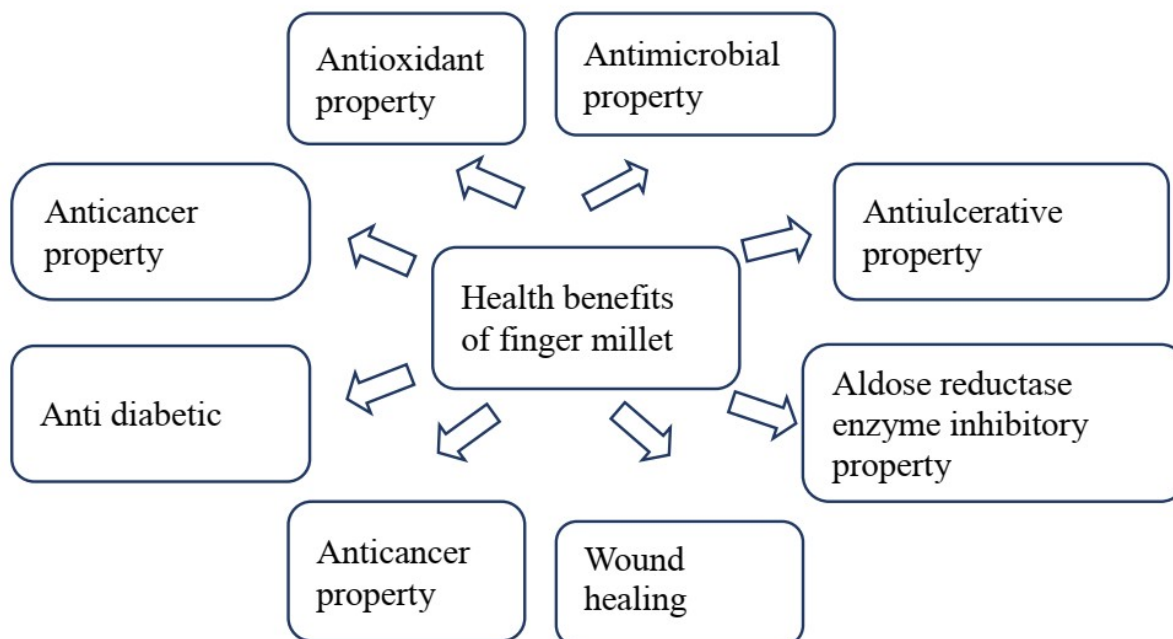 Antioxidant
property
Antimicrobial
property
Anticancer
property
Antiulcerative
property
Health benefits
of finger millet
Anti diabetic
Aldose reductase
enzyme inhibitory
property
Anticancer
property
Wound
healing